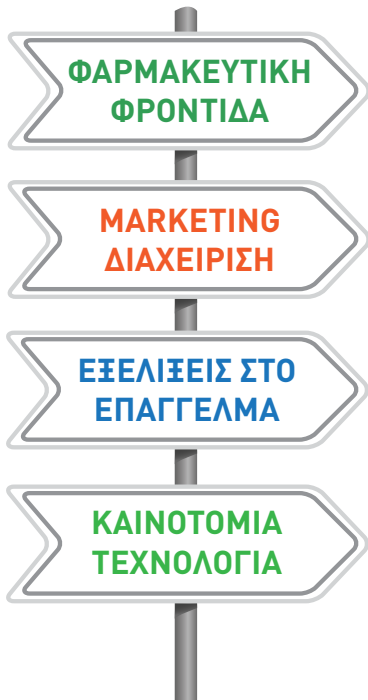 ΦΑΡΜΑΚΕΥΤΙΚΗ
ΦΡΟΝΤΙΔΑ
MARKETING
ΔΙΑΧΕΙΡΙΣΗ
ΕΞΕΛΙΞΕΙΣ ΣΤΟ
ΕΠΑΓΓΕΛΜΑ
ΚΑΙΝΟΤΟΜΙΑ
ΤΕΧΝΟΛΟΓΙΑ